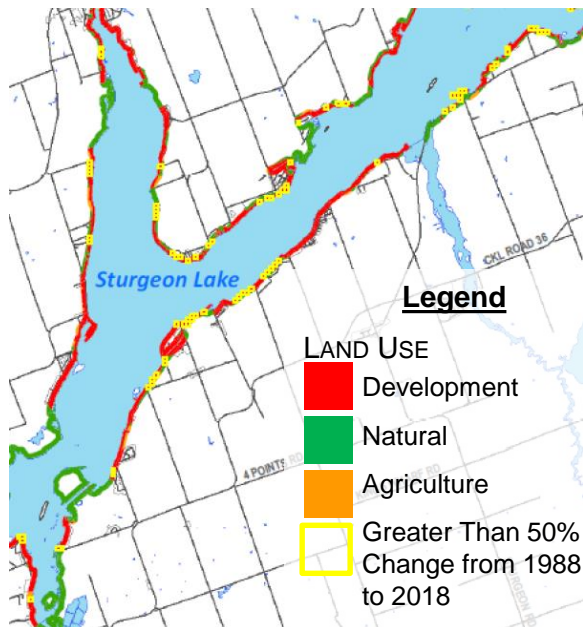 CKL ROAD 36
Sturgeon Lake
Legend
LAND USE
Development
Natural
4 POINTS RD
Agriculture
Greater Than 50%
Change from 1988
to 2018